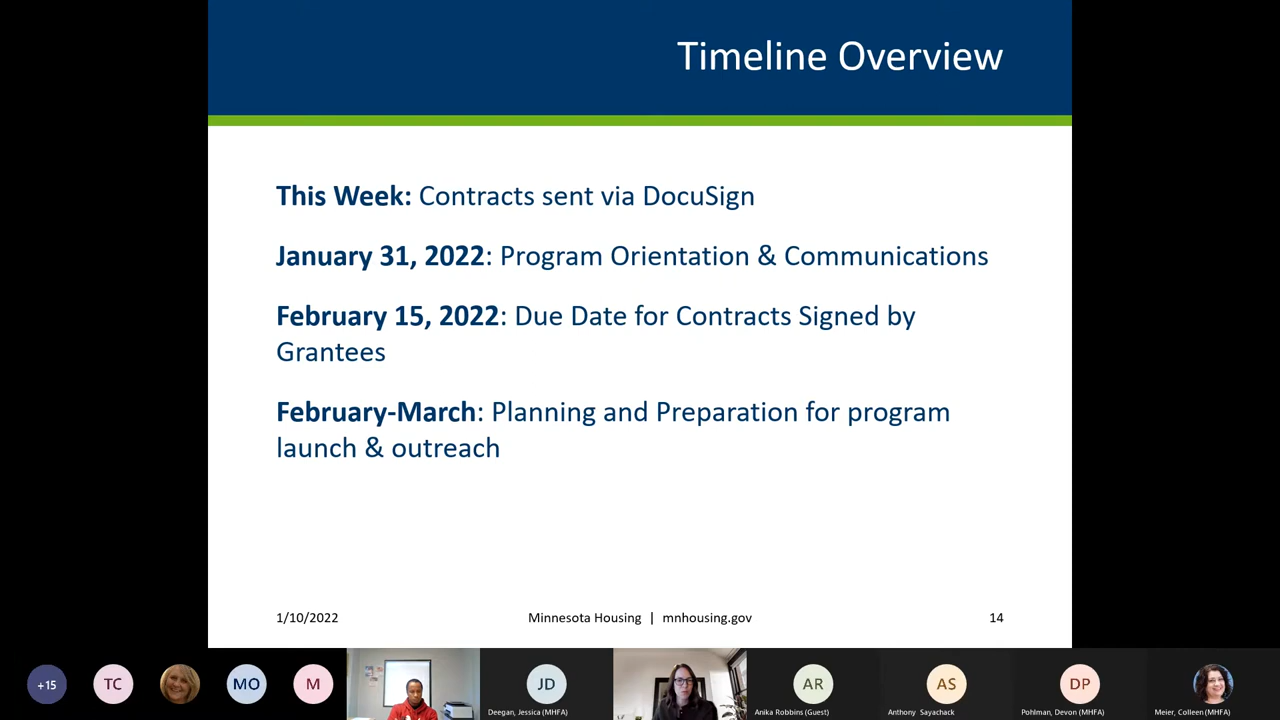 Timeline Overview
This Week: Contracts sent via DocuSign
January 31, 2022: Program Orientation & Communications
February 15, 2022: Due Date for Contracts Signed by
Grantees
February-March: Planning and Preparation for program
launch & outreach
1/10/2022
Minnesota Housing | mnhousing.gov
14
+15
TC
MO
M
JD
Deegan, Jessica (MHFA)
AR
Anika Robbins (Guest)
AS
Anthony Sayachack
DP
Pohlman, Devon (MHFA)
Meier, Colleen (MHFA)